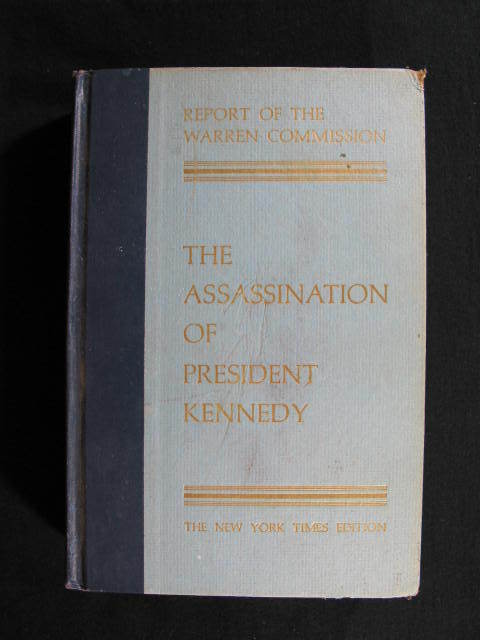 REPORT OF THE
WARREN COMMISSION
THE
ASSASSINATION
OF
PRESIDENT
KENNEDY
THE NEW YORK TIMES EDITION